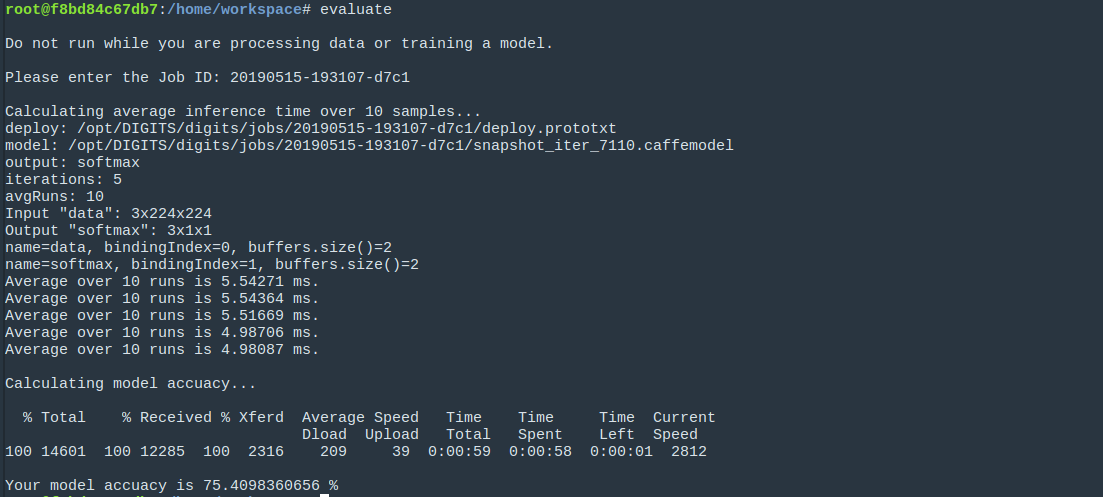 root@f8bd84c67db7:/home/workspace# evaluate
Do not run while you are processing data or training a model.
Please enter the Job ID: 20190515-193107-d7c1
Calculating average inference time over 10 samples...
deploy: /opt/DIGITS/digits/jobs/20190515-193107-d7c1/deploy.prototxt
model: /opt/DIGITS/digits/jobs/20190515-193107-d7c1/snapshot_iter_7110.caffemodel
output: softmax
iterations: 5
avgRuns: 10
Input "data": 3x224x224
Output "softmax": 3x1x1
name=data, bindingIndex=0, buffers.size()=2
name=softmax, bindingIndex=1, buffers.size()=2
Average over 10 runs is 5.54271 ms.
Average over 10 runs is 5.54364 ms.
Average over 10 runs is 5.51669 ms.
Average over 10 runs is 4.98706 ms.
Average over 10 runs is 4.98087 ms.
Calculating model accuacy...
% Total    % Received % Xferd  Average Speed   Time    Time     Time  Current
Dload  Upload   Total   Spent    Left  Speed
100 14601  100 12285  100  2316    209     39  0:00:59  0:00:58  0:00:01  2812
Your model accuacy is 75.4098360656 %